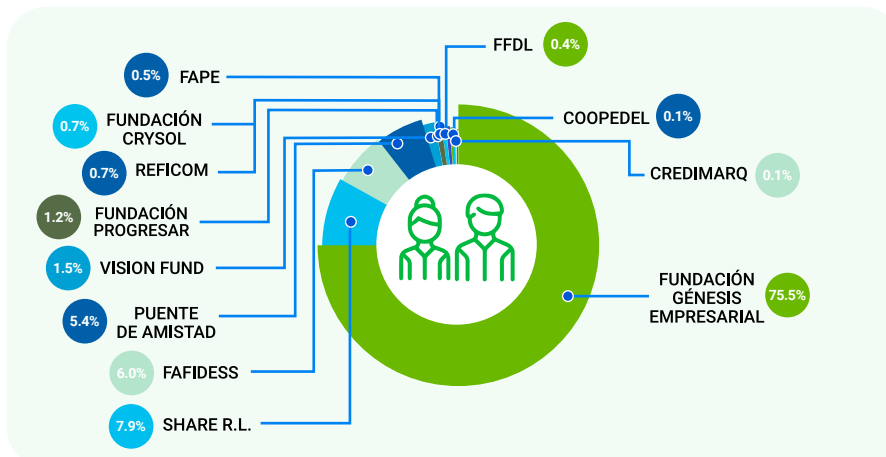 FFDL 0.4%
0.5% FAPE
0.7% FUNDACIÓN
CRYSOL
COOPEDEL 0.1%
0.7% REFICOM
CREDIMARQ 0.1%
1.2% FUNDACIÓN
PROGRESAR
1.5% VISION FUND
FUNDACIÓN
GÉNESIS
EMPRESARIAL
75.5%
5.4% PUENTE
DE AMISTAD
6.0% FAFIDESS
7.9% SHARE R.L.